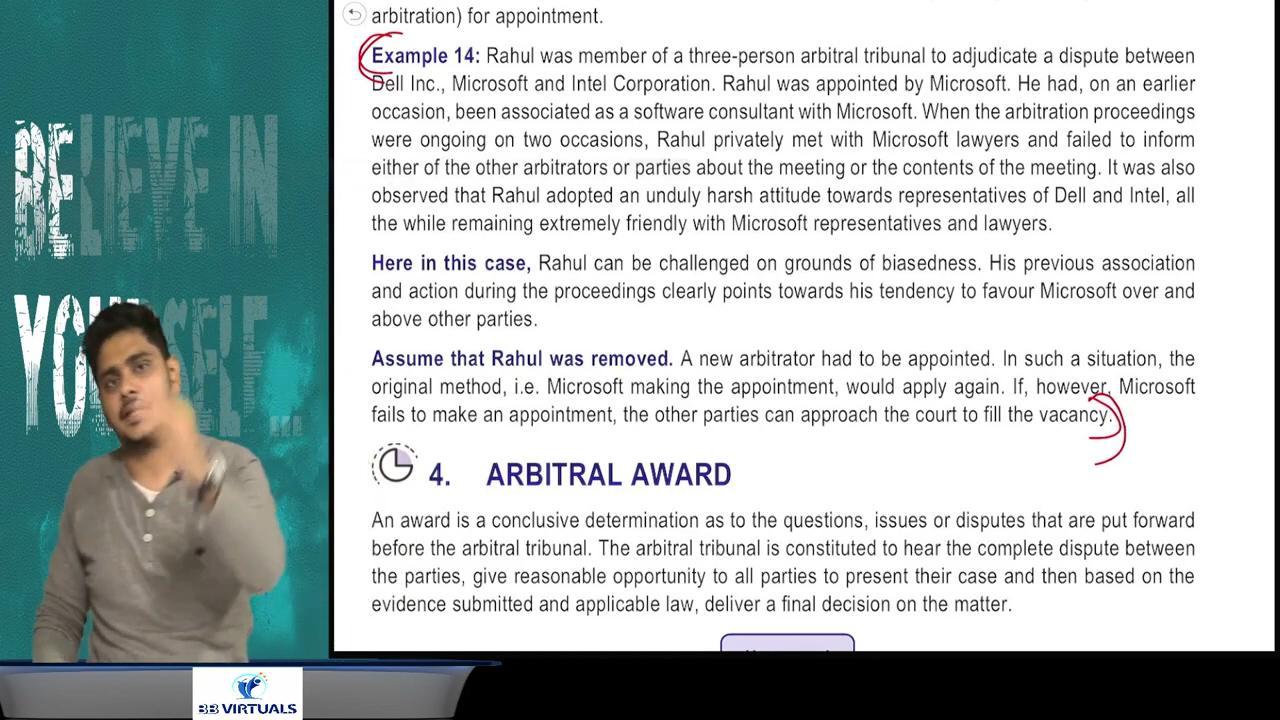 arbitration) for appointment.
Example 14: Rahul was member of a three-person arbitral tribunal to adjudicate a dispute between
Dell Inc., Microsoft and Intel Corporation. Rahul was appointed by Microsoft. He had, on an earlier
occasion, been associated as a software consultant with Microsoft. When the arbitration proceedings
were ongoing on two occasions, Rahul privately met with Microsoft lawyers and failed to inform
either of the other arbitrators or parties about the meeting or the contents of the meeting. It was also
observed that Rahul adopted an unduly harsh attitude towards representatives of Dell and Intel, all
the while remaining extremely friendly with Microsoft representatives and lawyers.
Here in this case, Rahul can be challenged on grounds of biasedness. His previous association
and action during the proceedings clearly points towards his tendency to favour Microsoft over and
above other parties.
Assume that Rahul was removed. A new arbitrator had to be appointed. In such a situation, the
original method, i.e. Microsoft making the appointment, would apply again. If, however, Microsoft
fails to make an appointment, the other parties can approach the court to fill the vacancy.
4. ARBITRAL AWARD
An award is a conclusive determination as to the questions, issues or disputes that are put forward
before the arbitral tribunal. The arbitral tribunal is constituted to hear the complete dispute between
the parties, give reasonable opportunity to all parties to present their case and then based on the
evidence submitted and applicable law, deliver a final decision on the matter.
BELIEVE IN
BB VIRTUALS